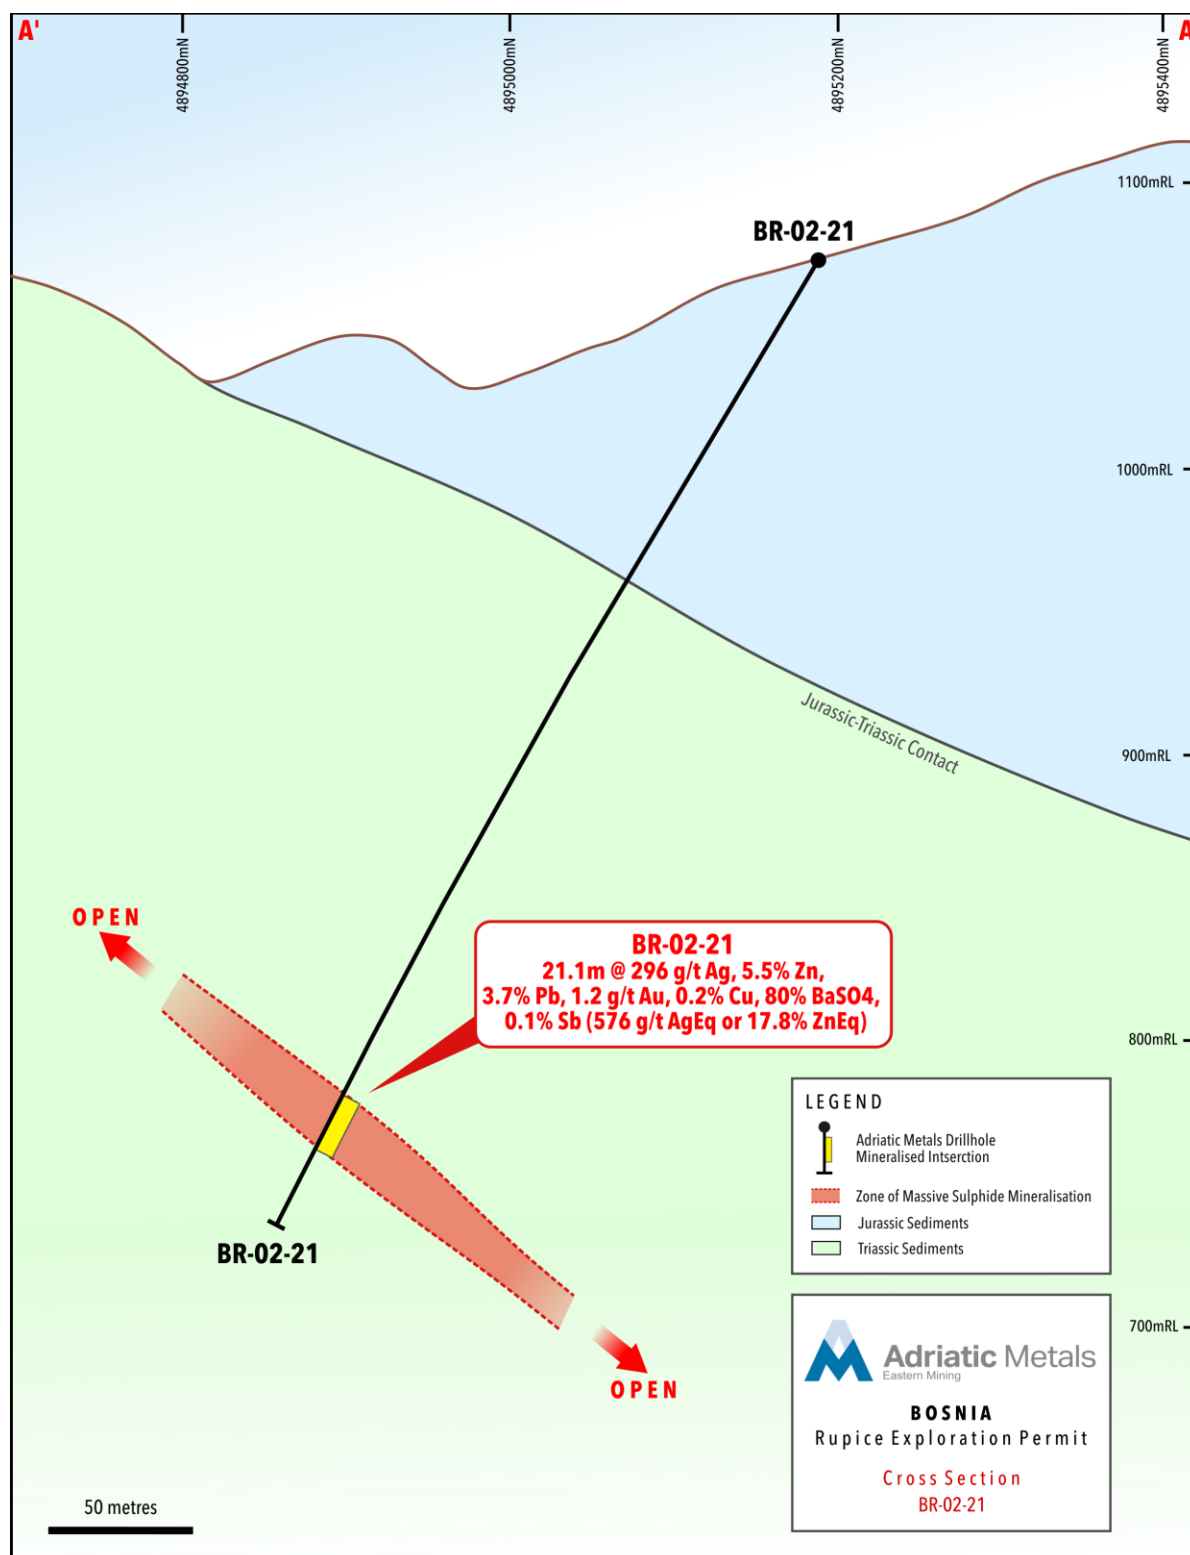 A'
A
4894800mN
4895000mN
4895200mN
4895400mN
1100mRL
BR-02-21
1000mRL
Jurassic-Triassic Contact
900mRL
OPEN
BR-02-21
21.1m @ 296 g/t Ag, 5.5% Zn,
3.7% Pb, 1.2 g/t Au, 0.2% Cu, 80% BaSO4,
0.1% Sb (576 g/t AgEq or 17.8% ZnEq)
800mRL
LEGEND
Adriatic Metals Drillhole
Mineralised Intserction
Zone of Massive Sulphide Mineralisation
Jurassic Sediments
Triassic Sediments
BR-02-21
700mRL
OPEN
Adriatic Metals
Eastern Mining
BOSNIA
Rupice Exploration Permit
Cross Section
BR-02-21
50 metres